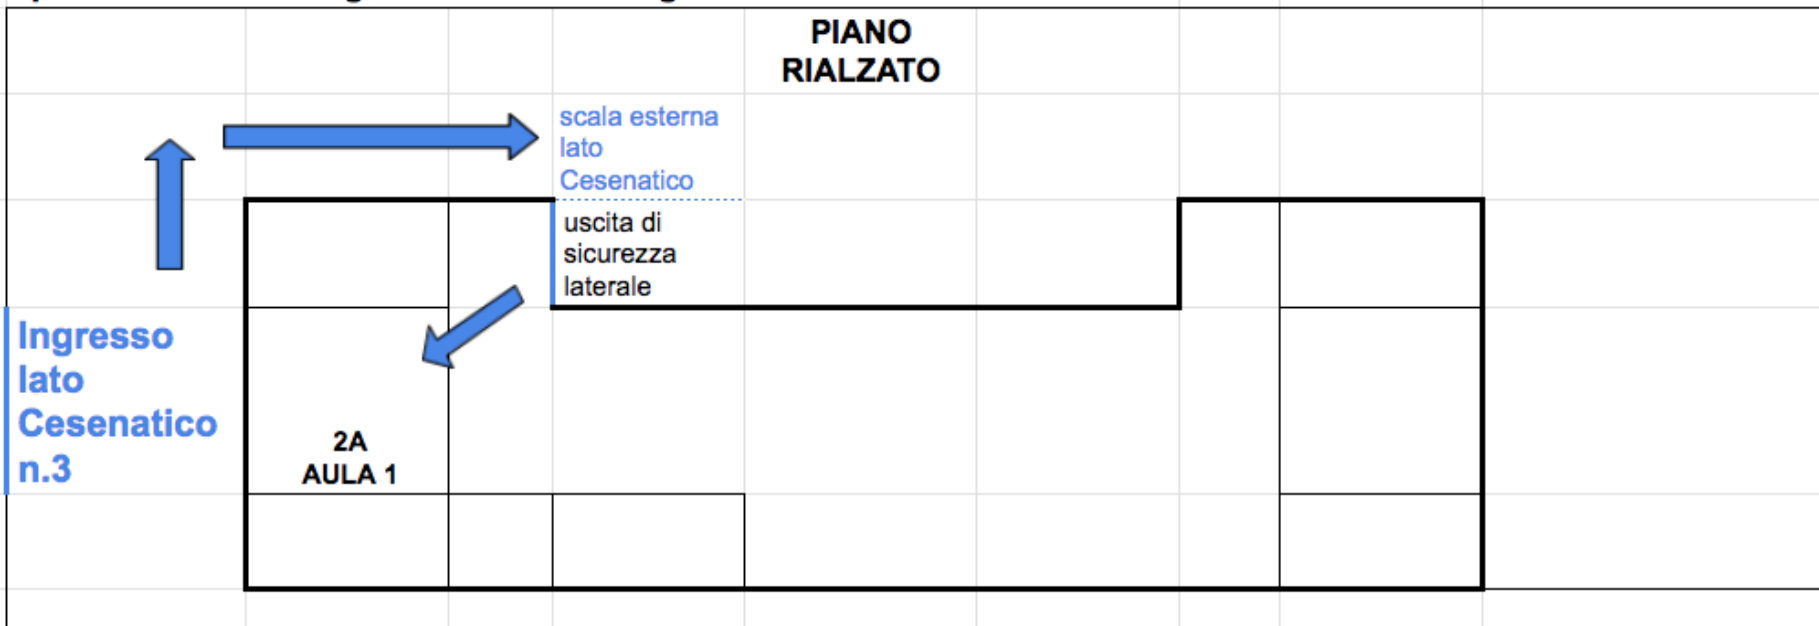 PIANO
RIALZATO
scala esterna
lato
Cesenatico
uscita di
sicurezza
laterale
Ingresso
lato
Cesenatico
n.3
2A
AULA 1